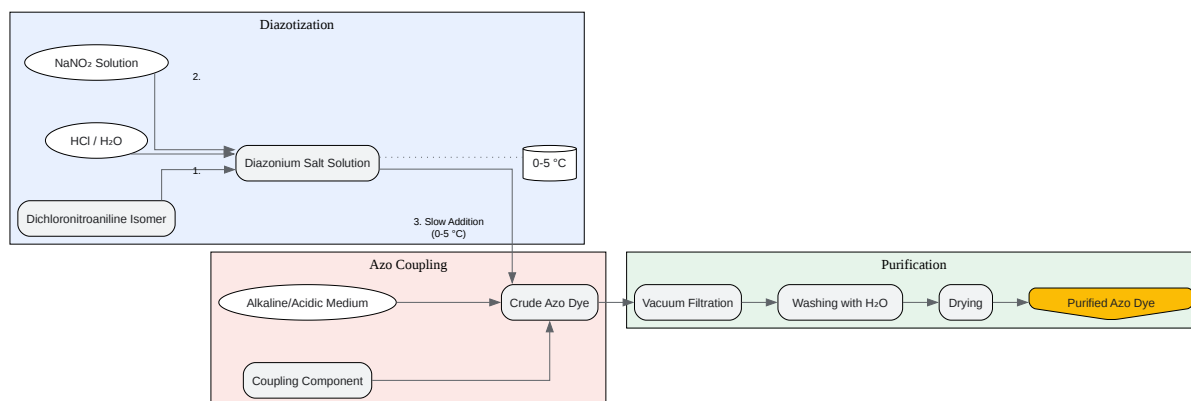 Diazotization
NaNO₂ Solution
2.
HCl / H₂O
Diazonium Salt Solution
0-5 °C
1.
Dichloronitroaniline Isomer
3. Slow Addition
(0-5 °C)
Azo Coupling
Alkaline/Acidic Medium
Crude Azo Dye
Coupling Component
Purification
Vacuum Filtration
Washing with H₂O
Drying
Purified Azo Dye